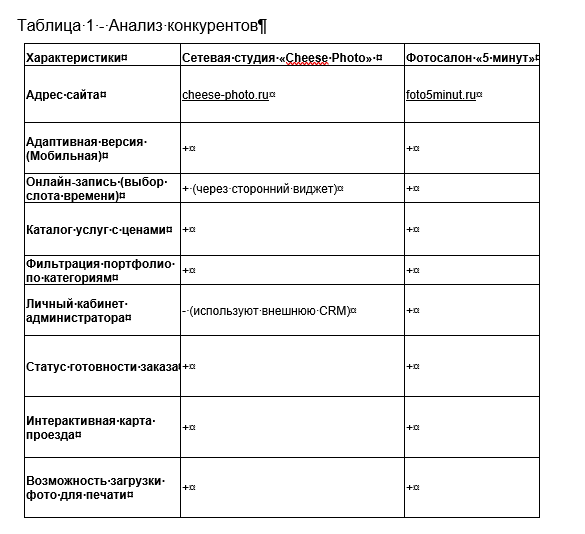 Таблица·1·-·Анализ·конкурентов¶
Характеристики¤ Сетевая·студия·«Cheese·Photo»·¤ Фотосалон·«5·минут»¤
Адрес·сайта¤ cheese-photo.ru¤ foto5minut.ru¤
Адаптивная·версия·
(Мобильная)¤ +¤ +¤
Онлайн-запись·(выбор·
слота·времени)¤ +·(через·сторонний·виджет)¤ +¤
Каталог·услуг·с·ценами¤ +¤ +¤
Фильтрация·портфолио·
по·категориям¤ +¤ +¤
Личный·кабинет·
администратора¤ -·(используют·внешнюю·CRM)¤ +¤
Статус·готовности·заказа¤ +¤ +¤
Интерактивная·карта·
проезда¤ +¤ +¤
Возможность·загрузки·
фото·для·печати¤ +¤ +¤